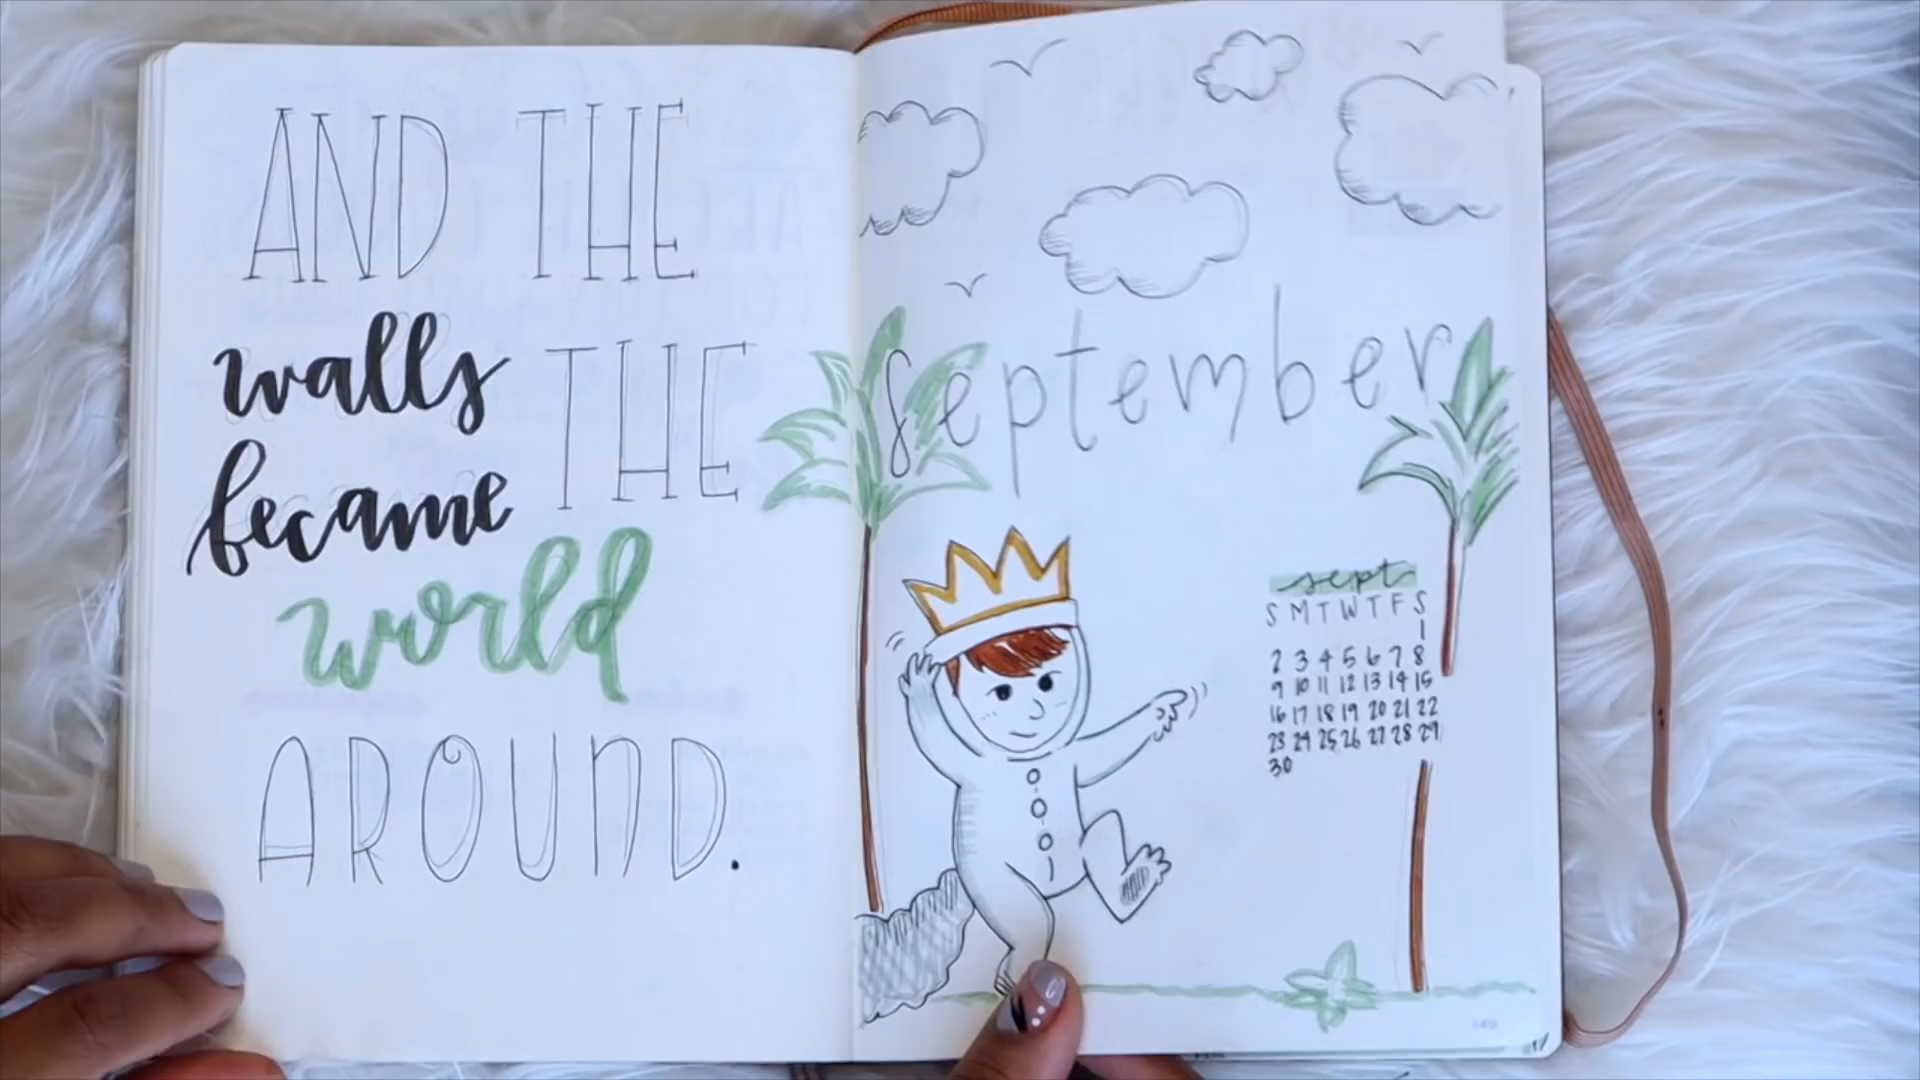 AND THE
walls THE
became
world
AROUND.
september
sept
S M T W T F S
1
2 3 4 5 6 7 8
9 10 11 12 13 14 15
16 17 18 19 20 21 22
23 24 25 26 27 28 29
30
149